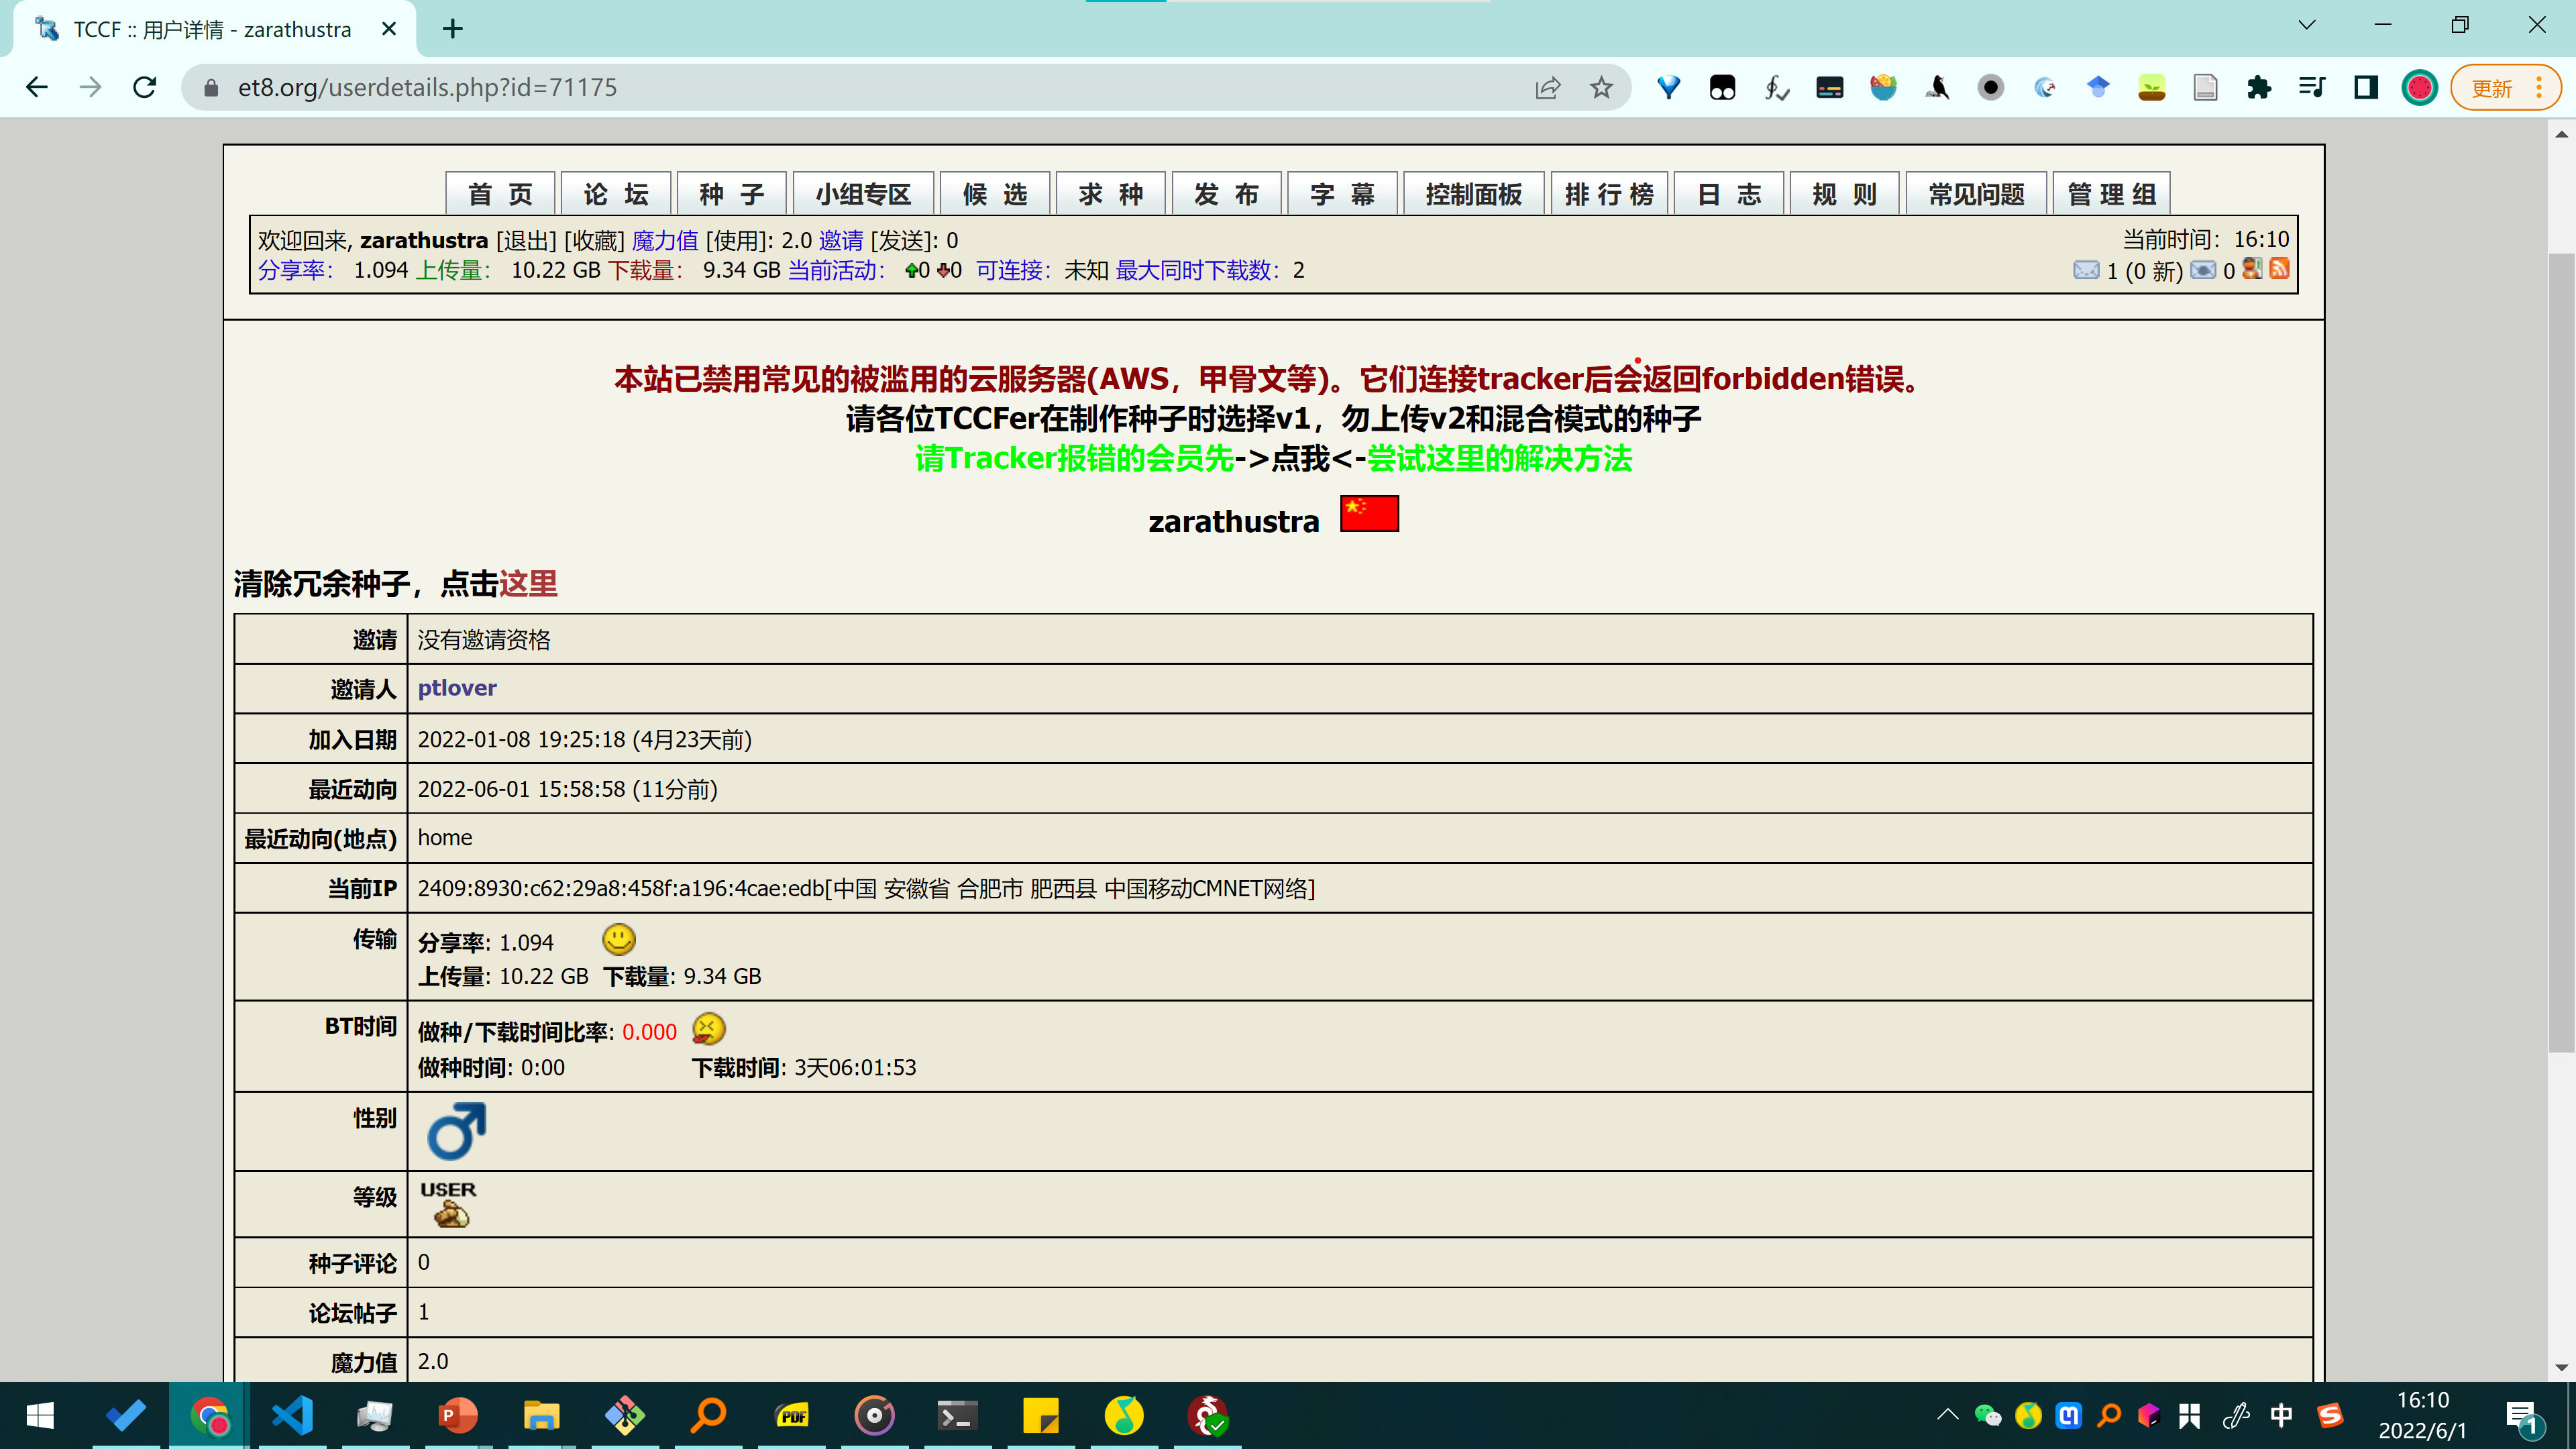 TCCF :: 用户详情 - zarathustra
et8.org/userdetails.php?id=71175
更新
首 页 论 坛 种 子 小组专区 候 选 求 种 发 布 字 幕 控制面板 排 行 榜 日 志 规 则 常见问题 管 理 组
欢迎回来, zarathustra [退出] [收藏] 魔力值 [使用]: 2.0 邀请 [发送]: 0
当前时间：16:10
分享率： 1.094 上传量： 10.22 GB 下载量： 9.34 GB 当前活动： 0 0 可连接：未知 最大同时下载数：2
1 (0 新) 0
本站已禁用常见的被滥用的云服务器(AWS，甲骨文等)。它们连接tracker后会返回forbidden错误。
请各位TCCFer在制作种子时选择v1，勿上传v2和混合模式的种子
请Tracker报错的会员先->点我<-尝试这里的解决方法
zarathustra
清除冗余种子，点击这里
邀请 没有邀请资格
邀请人 ptlover
加入日期 2022-01-08 19:25:18 (4月23天前)
最近动向 2022-06-01 15:58:58 (11分前)
最近动向(地点) home
当前IP 2409:8930:c62:29a8:458f:a196:4cae:edb[中国 安徽省 合肥市 肥西县 中国移动CMNET网络]
传输 分享率: 1.094
上传量: 10.22 GB 下载量: 9.34 GB
BT时间 做种/下载时间比率: 0.000
做种时间: 0:00 下载时间: 3天06:01:53
性别
等级 USER
种子评论 0
论坛帖子 1
魔力值 2.0
PDF
中
16:10
2022/6/1
1